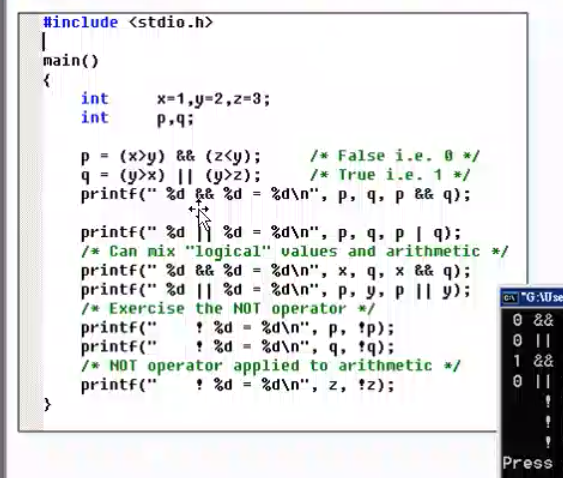 #include <stdio.h>
main()
{
int x=1,y=2,z=3;
int p,q;
p = (x>y) && (z<y); /* False i.e. 0 */
q = (y>x) || (y>z); /* True i.e. 1 */
printf(" %d && %d = %d\n", p, q, p && q);
printf(" %d || %d = %d\n", p, q, p | q);
/* Can mix "logical" values and arithmetic */
printf(" %d && %d = %d\n", x, q, x && q);
printf(" %d || %d = %d\n", p, y, p || y);
/* Exercise the NOT operator */
printf(" ! %d = %d\n", p, !p);
printf(" ! %d = %d\n", q, !q);
/* NOT operator applied to arithmetic */
printf(" ! %d = %d\n", z, !z);
}
"G:\Use
0 &&
0 ||
1 &&
0 ||
!
!
!
Press